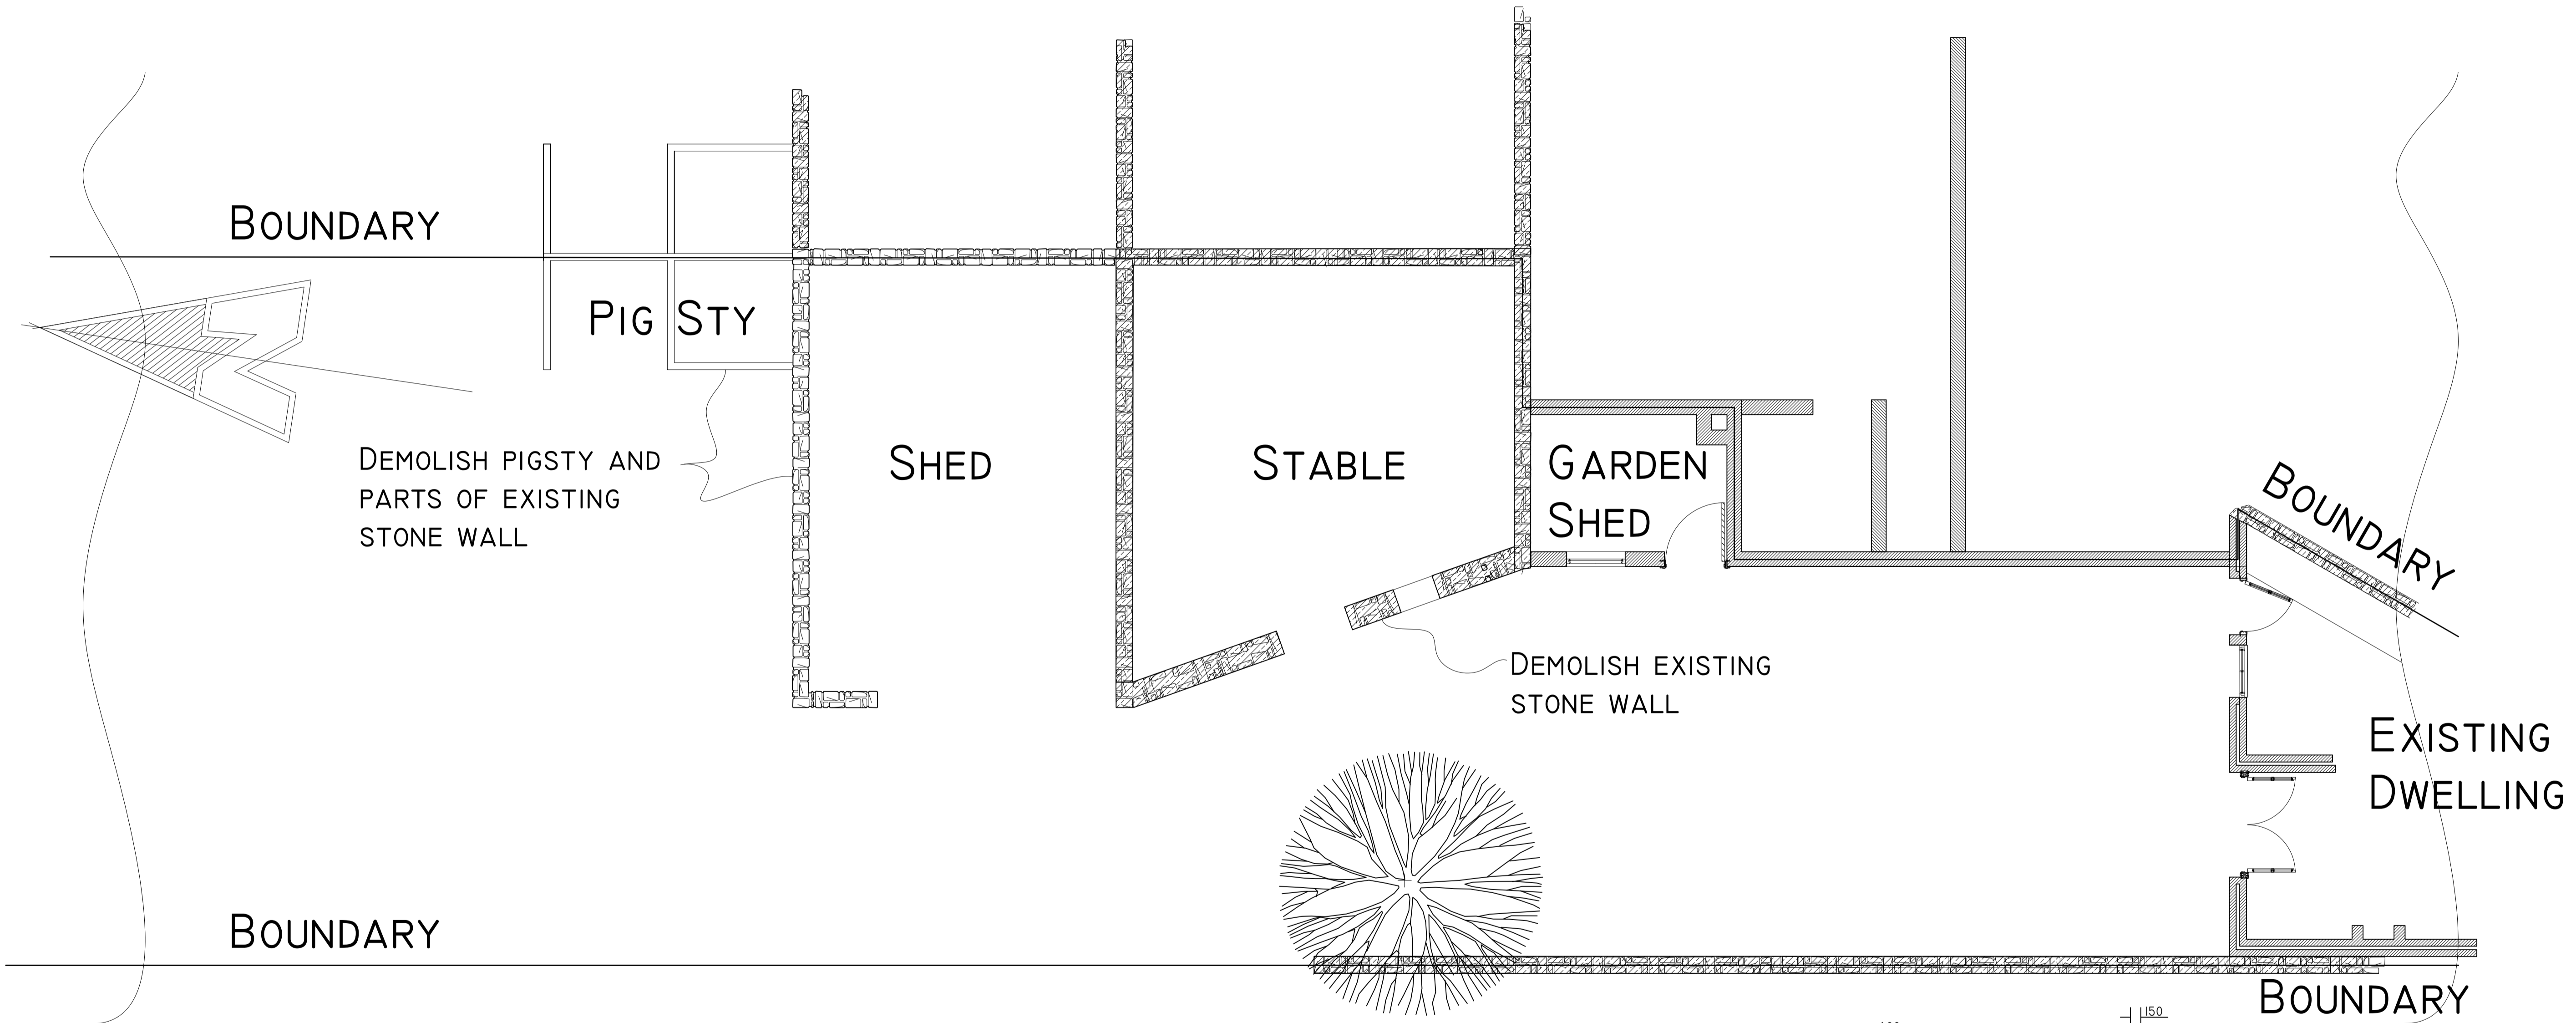 BOUNDARY
PIG STY
DEMOLISH PIGSTY AND
PARTS OF EXISTING
STONE WALL
SHED
STABLE
GARDEN
SHED
BOUNDARY
DEMOLISH EXISTING
STONE WALL
EXISTING
DWELLING
BOUNDARY
BOUNDARY
150